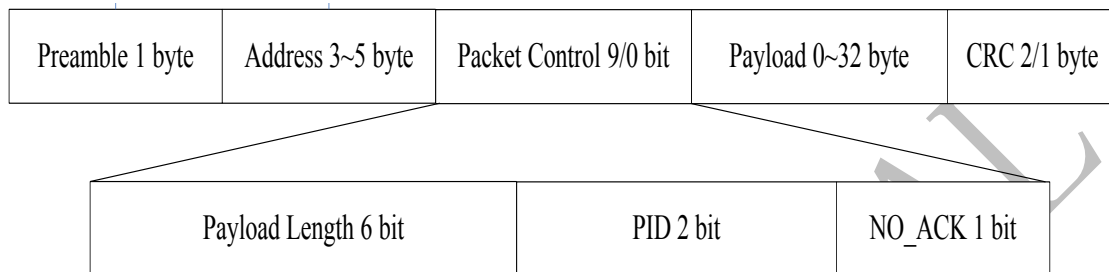 Preamble 1 byte Address 3~5 byte Packet Control 9/0 bit Payload 0~32 byte CRC 2/1 byte
Payload Length 6 bit PID 2 bit NO_ACK 1 bit